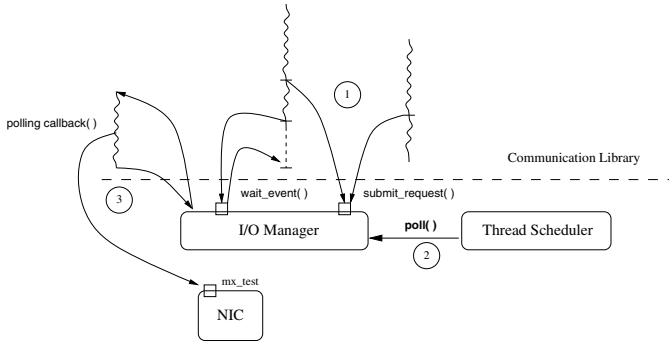 1
polling callback( )
Communication Library
3
wait_event( )
submit_request( )
I/O Manager
poll( )
2
Thread Scheduler
mx_test
NIC